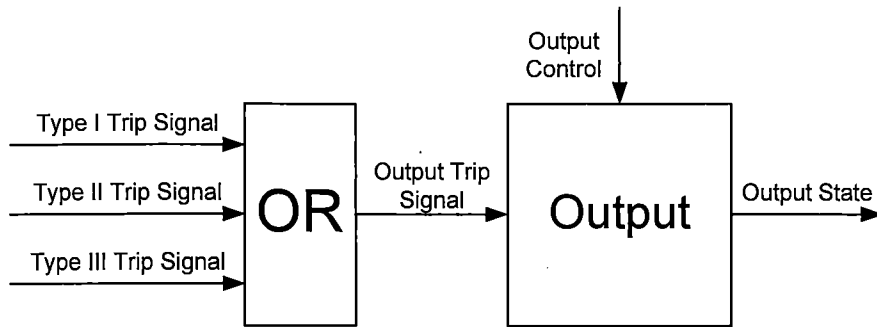 Output
Control
Type I Trip Signal
Type II Trip Signal
Type III Trip Signal
OR
Output Trip
Signal
Output
Output State